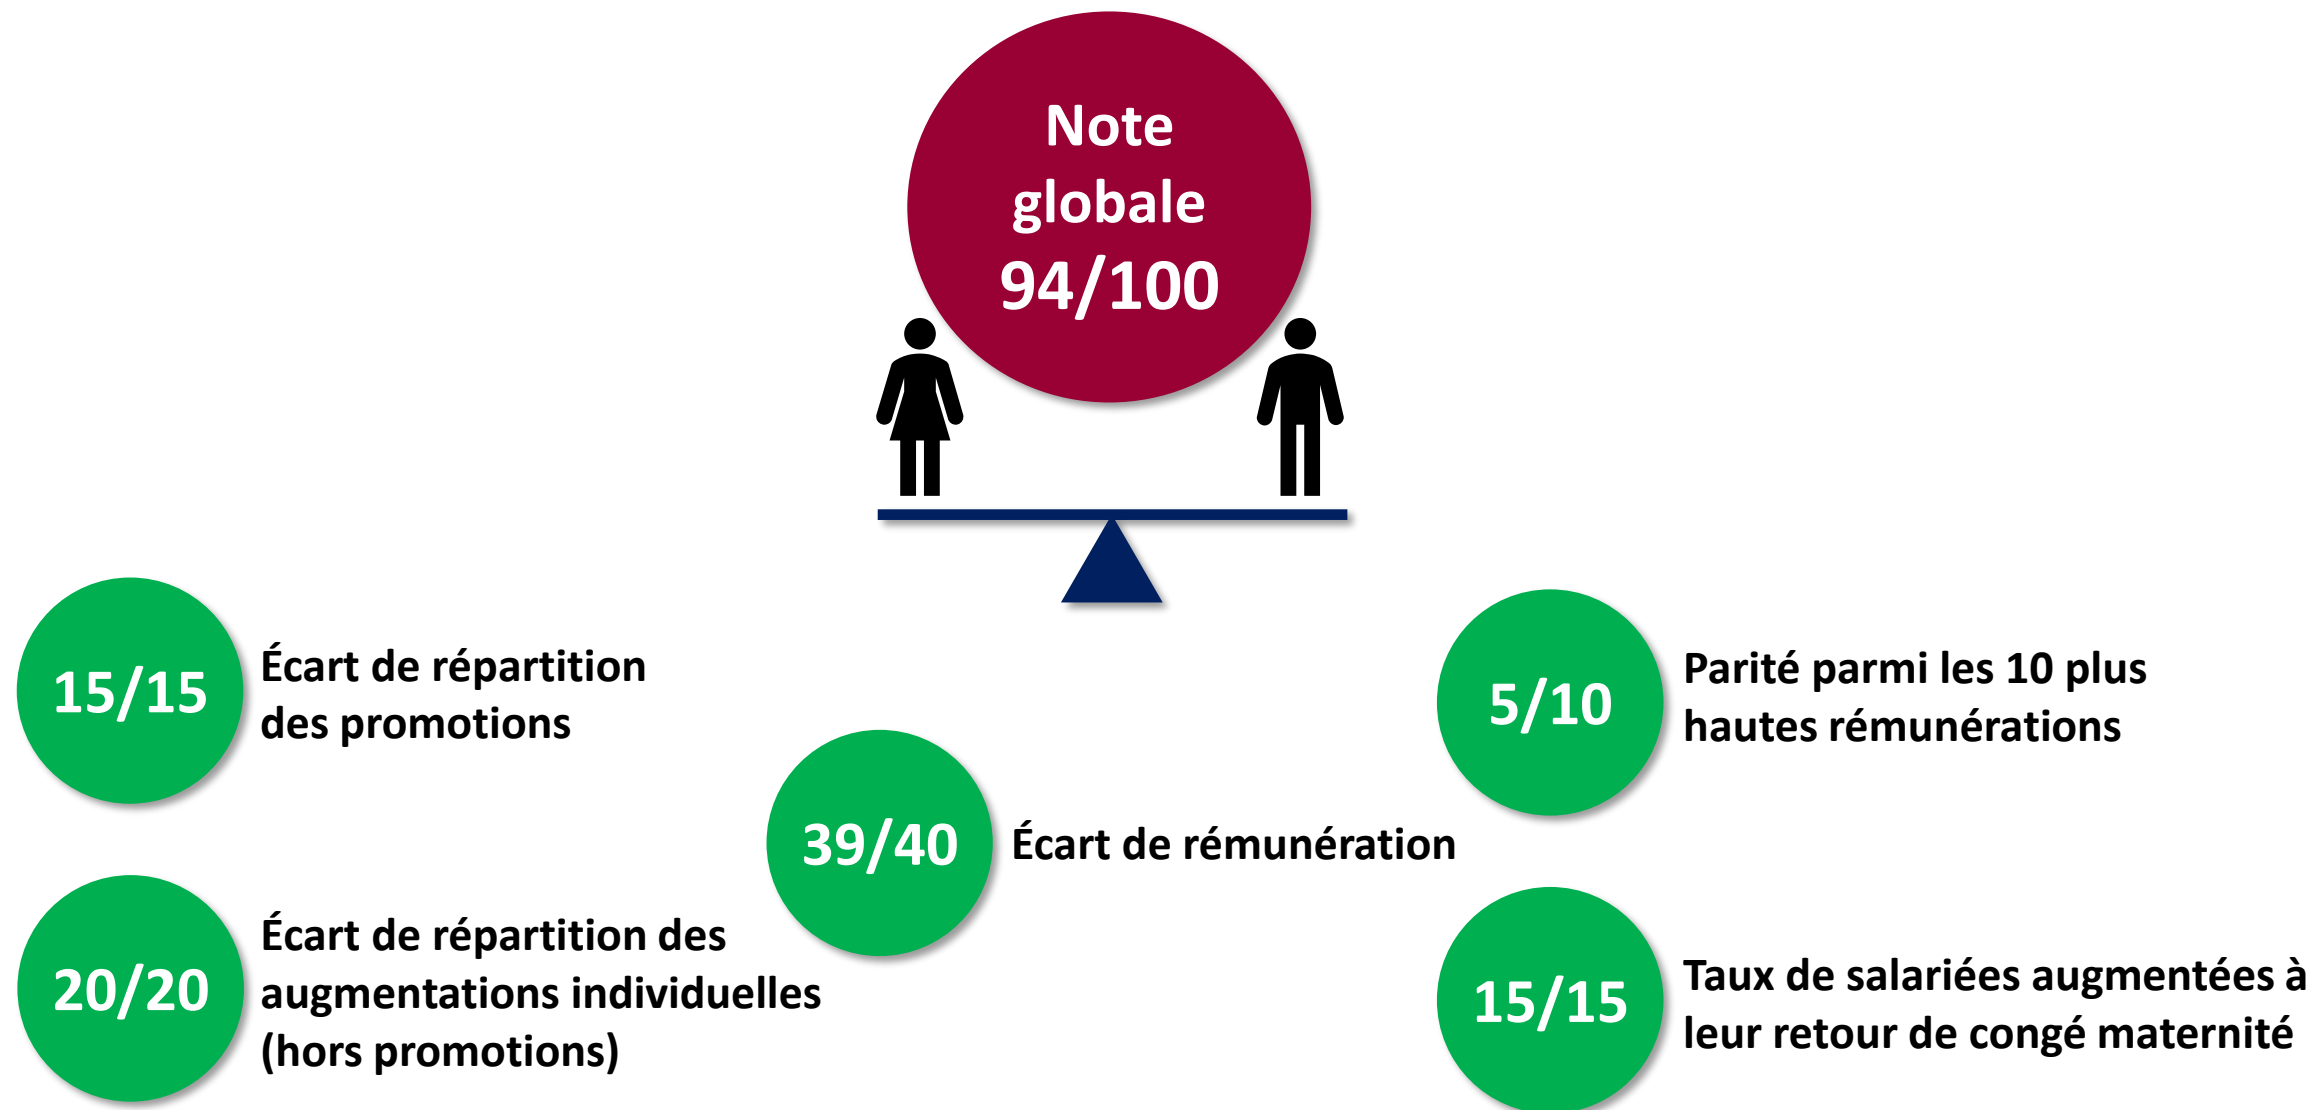 Note
globale
94/100
15/15
Écart de répartition
des promotions
20/20
Écart de répartition des
augmentations individuelles
(hors promotions)
39/40
Écart de rémunération
5/10
Parité parmi les 10 plus
hautes rémunérations
15/15
Taux de salariées augmentées à
leur retour de congé maternité